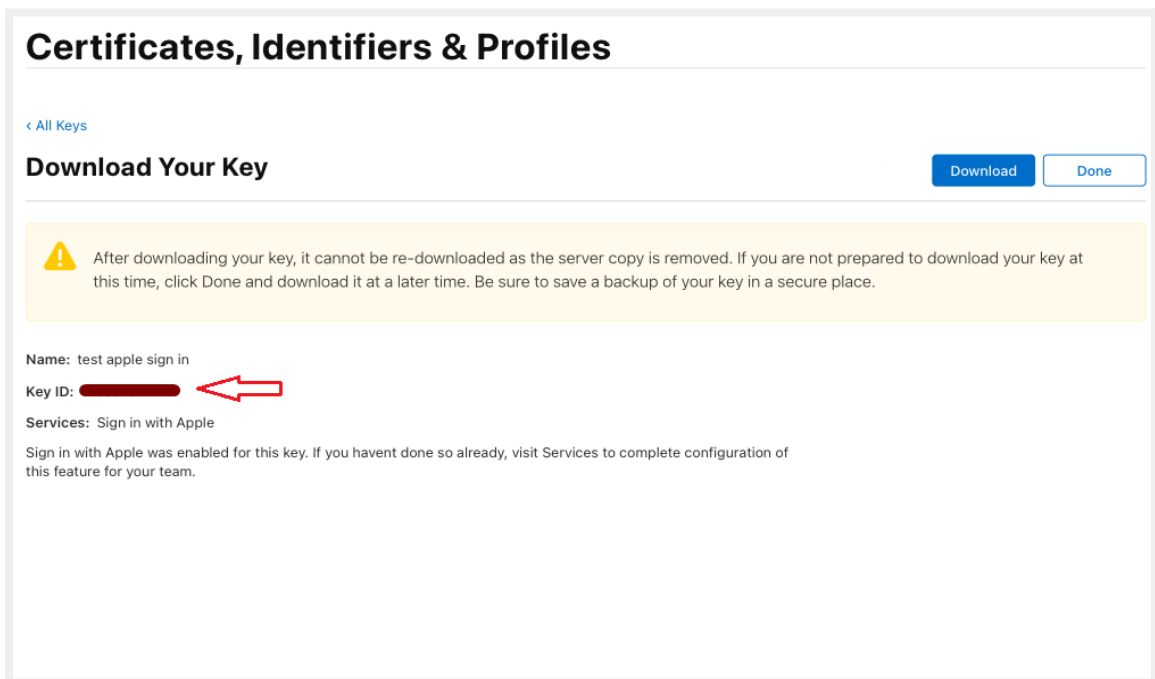 Certificates, Identifiers & Profiles
< All Keys
Download Your Key
Download
Done
After downloading your key, it cannot be re-downloaded as the server copy is removed. If you are not prepared to download your key at
this time, click Done and download it at a later time. Be sure to save a backup of your key in a secure place.
Name: test apple sign in
Key ID:
Services: Sign in with Apple
Sign in with Apple was enabled for this key. If you havent done so already, visit Services to complete configuration of
this feature for your team.